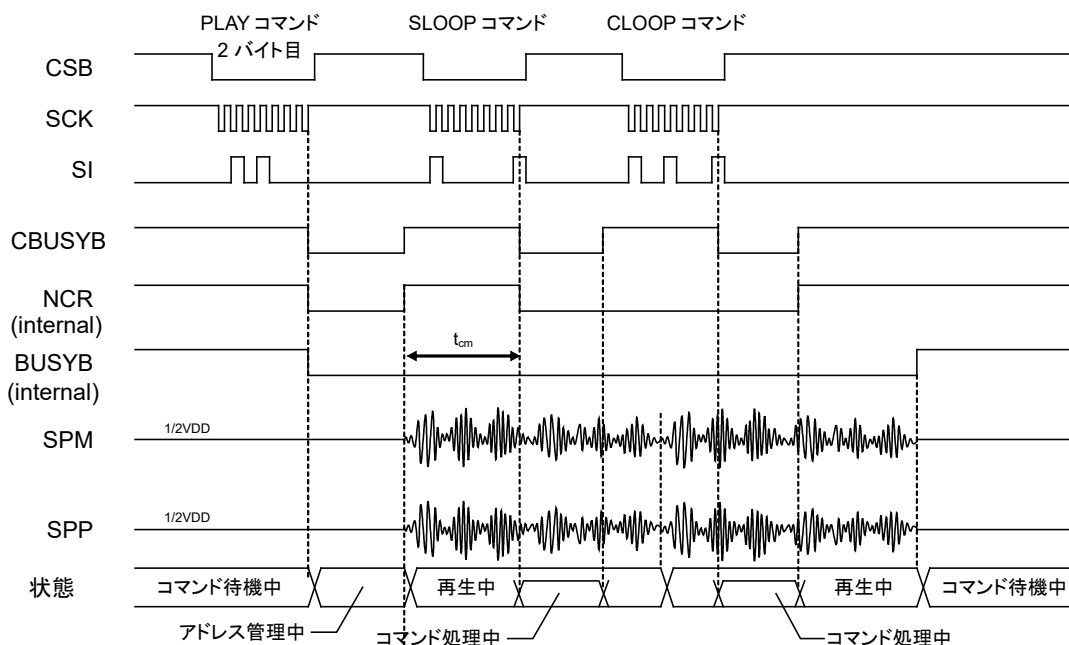 PLAY コマンド
2 バイト目
SLOOP コマンド
CLOOP コマンド
CSB
SCK
SI
CBUSYB
NCR
(internal)
tcm
BUSYB
(internal)
SPM
1/2VDD
SPP
1/2VDD
状態
コマンド待機中
再生中
再生中
コマンド待機中
アドレス管理中
コマンド処理中
コマンド処理中